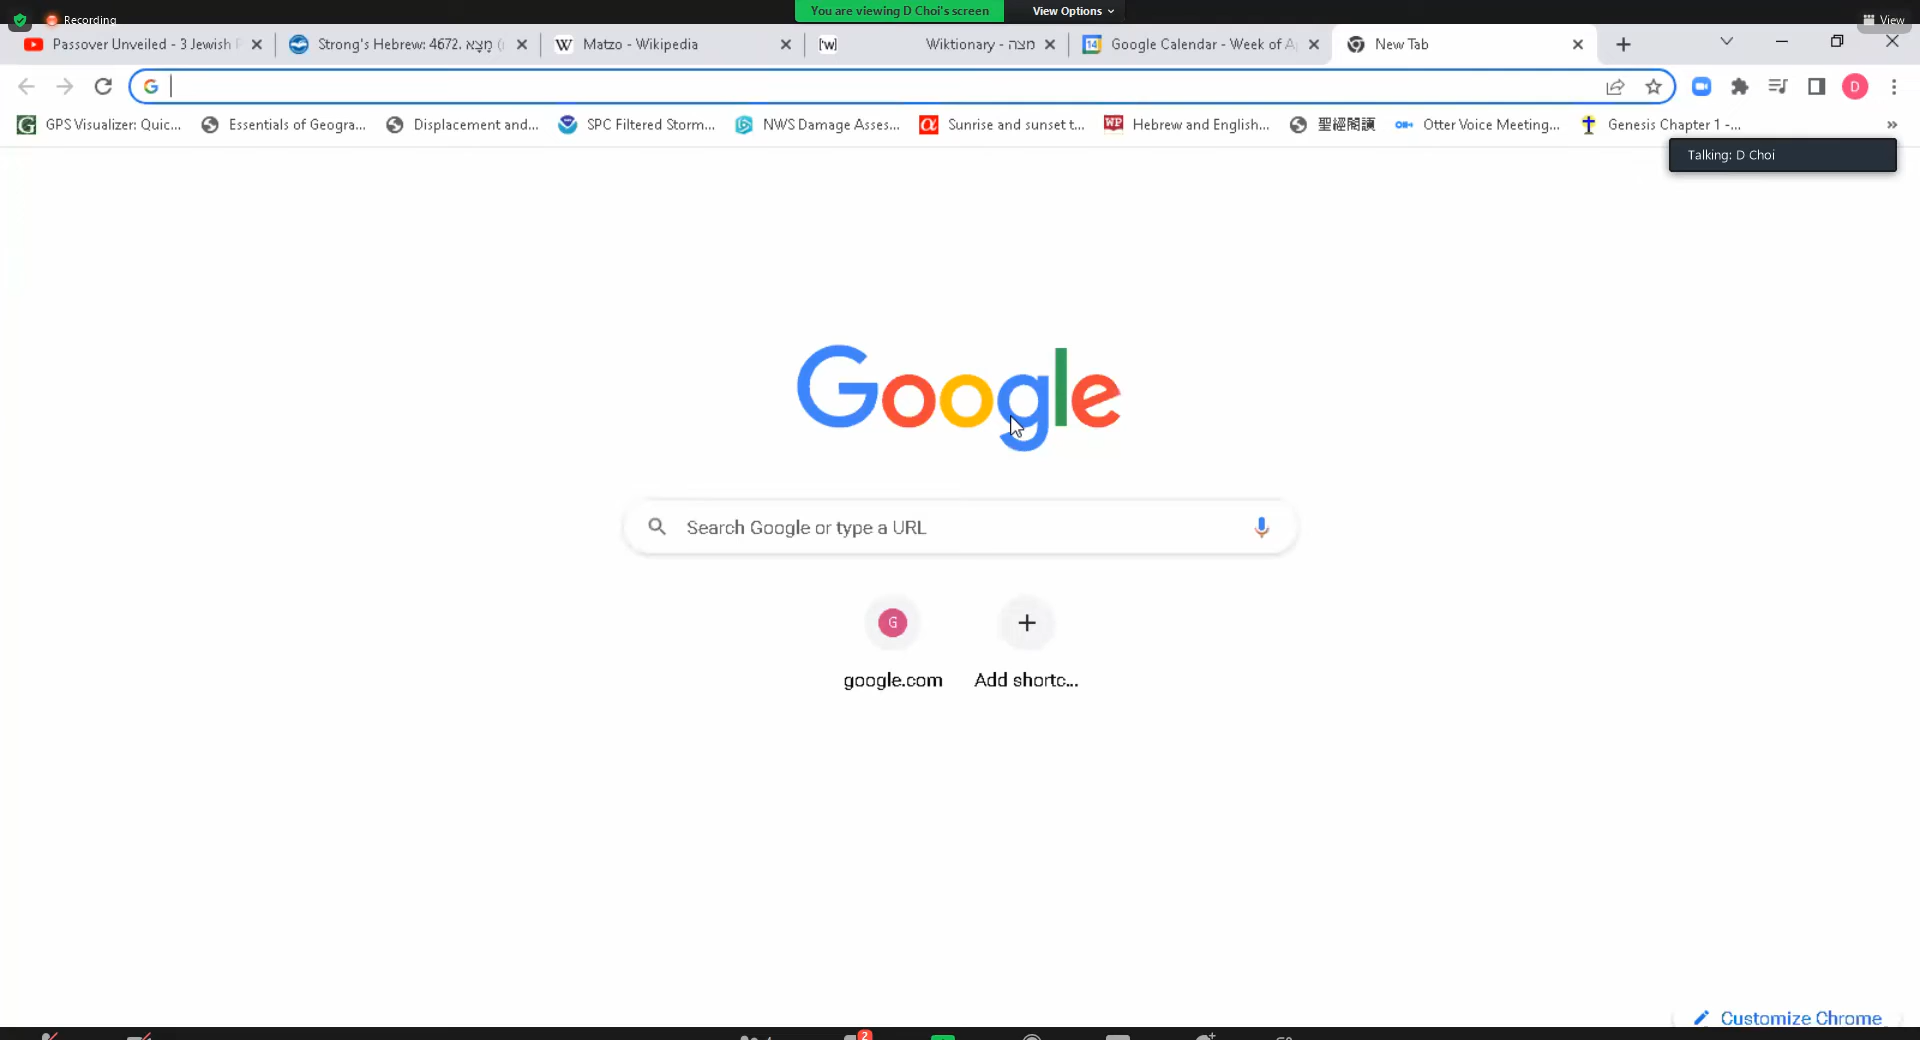 Recording
You are viewing D Choi's screen
View Options
View
Passover Unveiled - 3 Jewish
Strong's Hebrew: 4672. מָצָא
Matzo - Wikipedia
[w]
Wiktionary - מצה
14
Google Calendar - Week of A
New Tab
D
GPS Visualizer: Quic...
Essentials of Geogra...
Displacement and...
SPC Filtered Storm...
NWS Damage Asses...
Sunrise and sunset t...
Hebrew and English...
聖經閱讀
Otter Voice Meeting...
Genesis Chapter 1 -...
Talking: D Choi
Google
Search Google or type a URL
G
google.com
Add shortc...
Customize Chrome
2